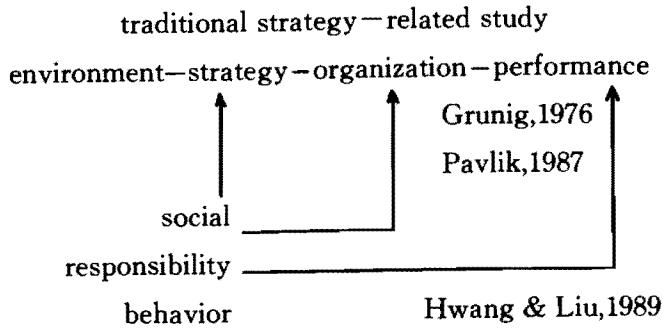 traditional strategy—related study
environment—strategy—organization—performance
Grunig,1976
Pavlik,1987
social
responsibility
behavior
Hwang & Liu,1989